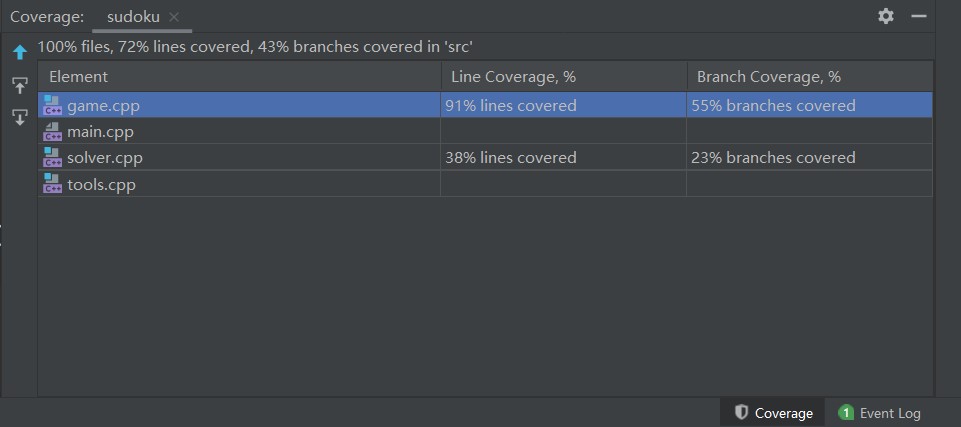 Coverage: sudoku
100% files, 72% lines covered, 43% branches covered in 'src'
Element Line Coverage, % Branch Coverage, %
C++ game.cpp 91% lines covered 55% branches covered
C++ main.cpp
C++ solver.cpp 38% lines covered 23% branches covered
C++ tools.cpp
Coverage 1 Event Log